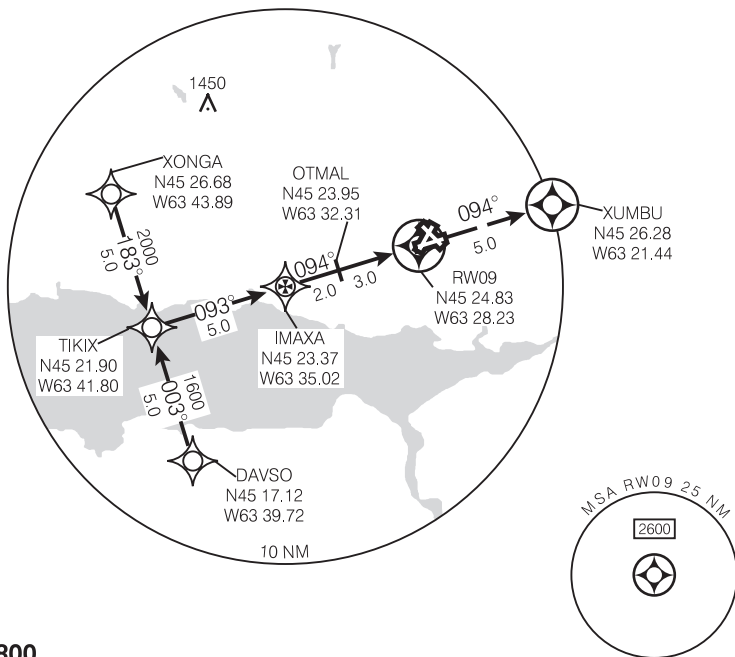 1450
XONGA
N45 26.68
W63 43.89
OTMAL
N45 23.95
W63 32.31
2000
183°
5.0
094°
5.0
XUMBU
N45 26.28
W63 21.44
094°
2.0
3.0
RW09
N45 24.83
W63 28.23
093°
5.0
TIKIX
N45 21.90
W63 41.80
IMAXA
N45 23.37
W63 35.02
1600
003°
5.0
DAVSO
N45 17.12
W63 39.72
10 NM
MSA RW09 25 NM
2600